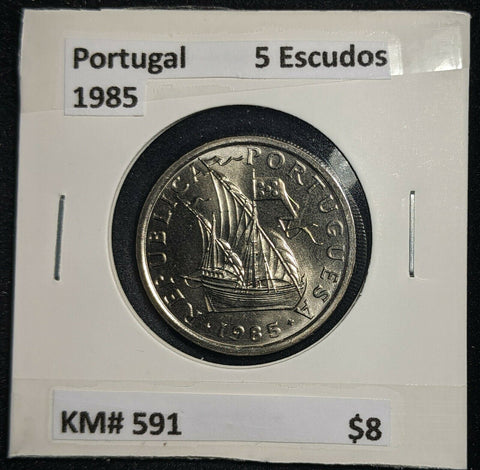 Portugal 5 Escudos
1985
REPUBLICA PORTUGUESA
· 1985 ·
KM# 591 $8